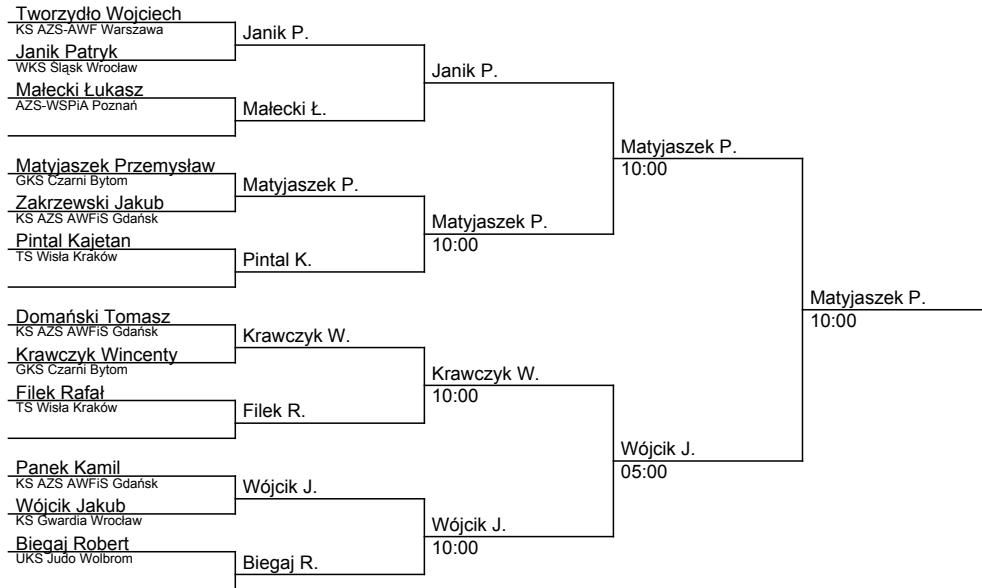 Tworzydło Wojciech
KS AZS-AWF Warszawa
Janik P.
Janik Patryk
WKS Śląsk Wrocław
Janik P.
Małecki Łukasz
AZS-WSPiA Poznań
Małecki Ł.
Matyjaszek P.
10:00
Matyjaszek Przemysław
GKS Czarni Bytom
Matyjaszek P.
Zakrzewski Jakub
KS AZS AWFiS Gdańsk
Matyjaszek P.
10:00
Pintal Kajetan
TS Wisła Kraków
Pintal K.
Matyjaszek P.
10:00
Domański Tomasz
KS AZS AWFiS Gdańsk
Krawczyk W.
Krawczyk Wincenty
GKS Czarni Bytom
Krawczyk W.
10:00
Filek Rafał
TS Wisła Kraków
Filek R.
Wójcik J.
05:00
Panek Kamil
KS AZS AWFiS Gdańsk
Wójcik J.
Wójcik Jakub
KS Gwardia Wrocław
Wójcik J.
10:00
Biegaj Robert
UKS Judo Wolbrom
Biegaj R.